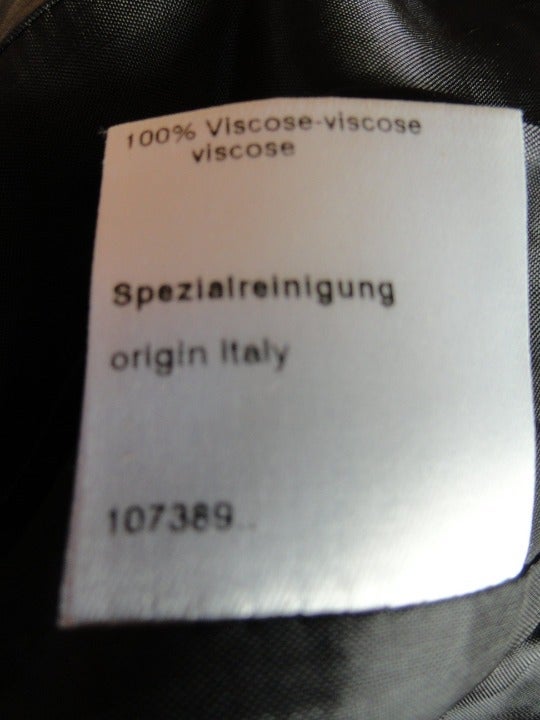 100% Viscose-viscose
viscose
Spezialreinigung
origin Italy
107389..